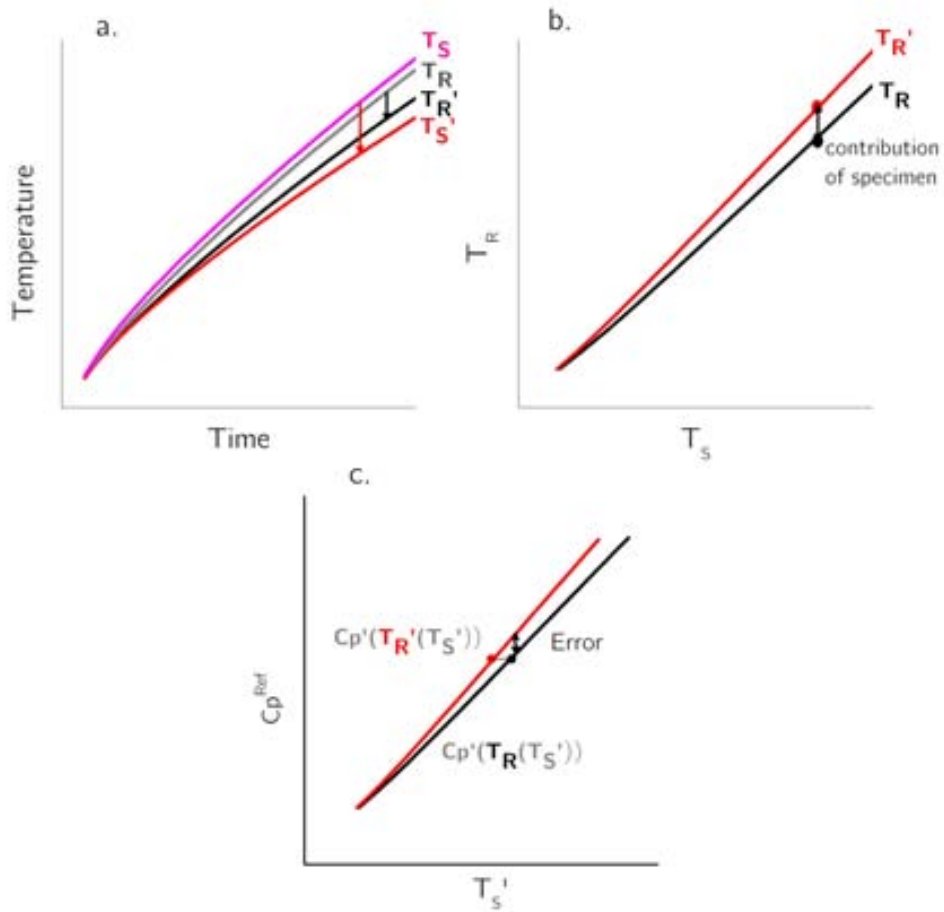 a.
T_S
T_R
T_R'
T_S'
Temperature
Time
b.
T_R'
T_R
contribution
of specimen
T_R
T_S
c.
Cp'(T_R'(T_S'))
Error
Cp^Ref
Cp'(T_R(T_S'))
T_S'